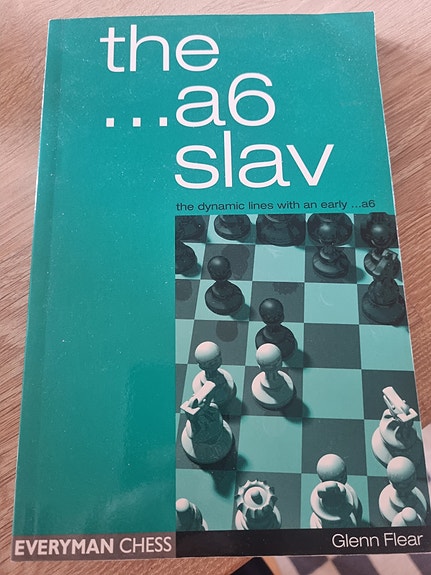 the
...a6
slav
the dynamic lines with an early ...a6
EVERYMAN CHESS
Glenn Flear